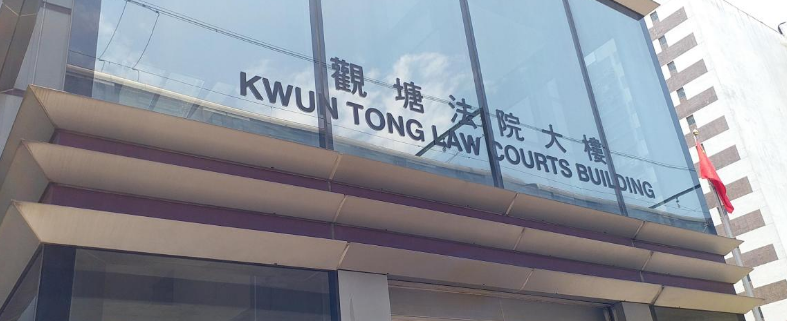 觀塘法院大樓
KWUN TONG LAW COURTS BUILDING